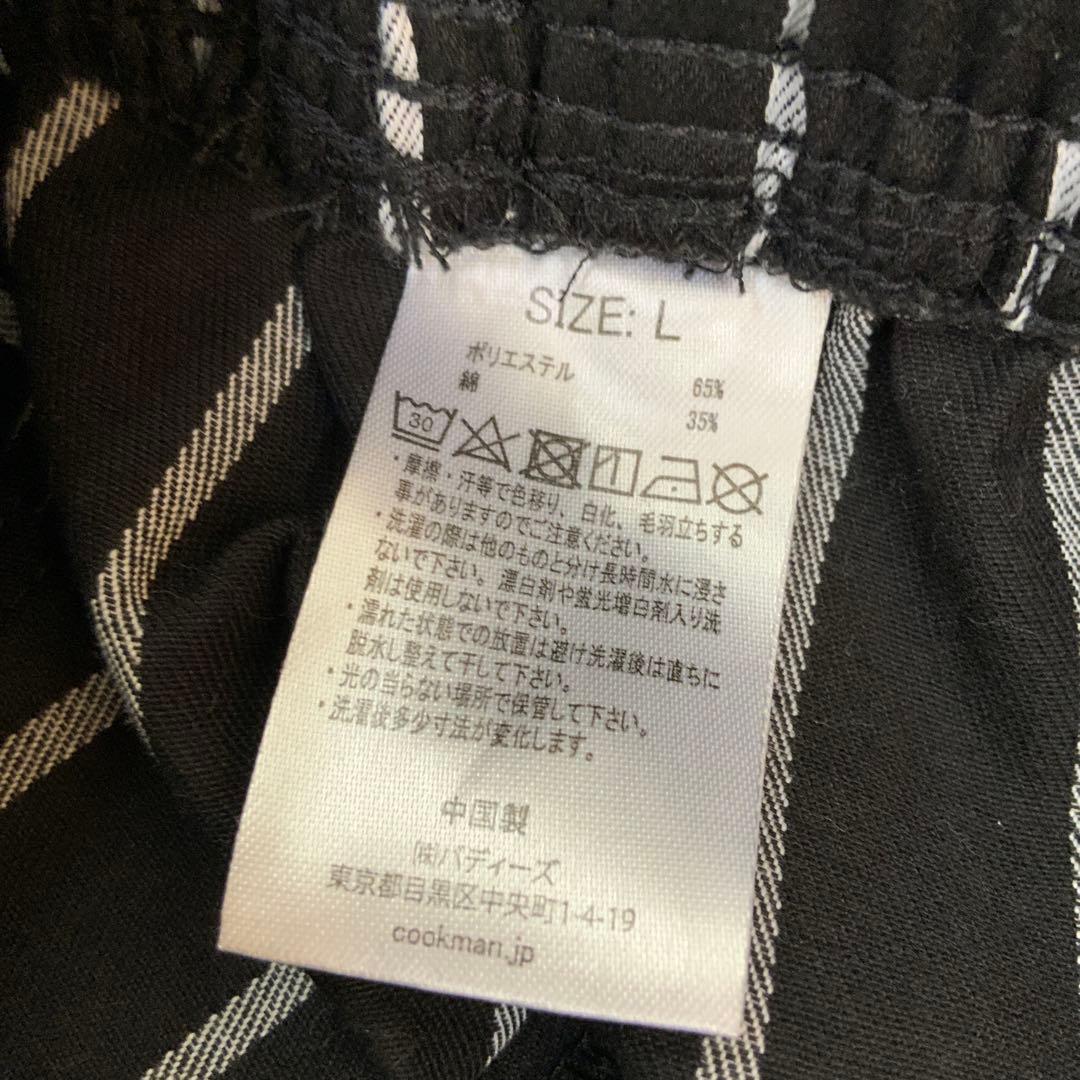 SIZE: L
ポリエステル 65%
綿 35%
30
・摩擦・汗等で色移り、白化、毛羽立ちする
事がありますのでご注意ください。
・洗濯の際は他のものと分け長時間水に浸さ
ないで下さい。漂白剤や蛍光増白剤入り洗
剤は使用しないで下さい。
・濡れた状態での放置は避け洗濯後は直ちに
脱水し整えて干して下さい。
・光の当らない場所で保管して下さい。
・洗濯後多少寸法が変化します。
中国製
㈱バディーズ
東京都目黒区中央町1-4-19
cookman.jp